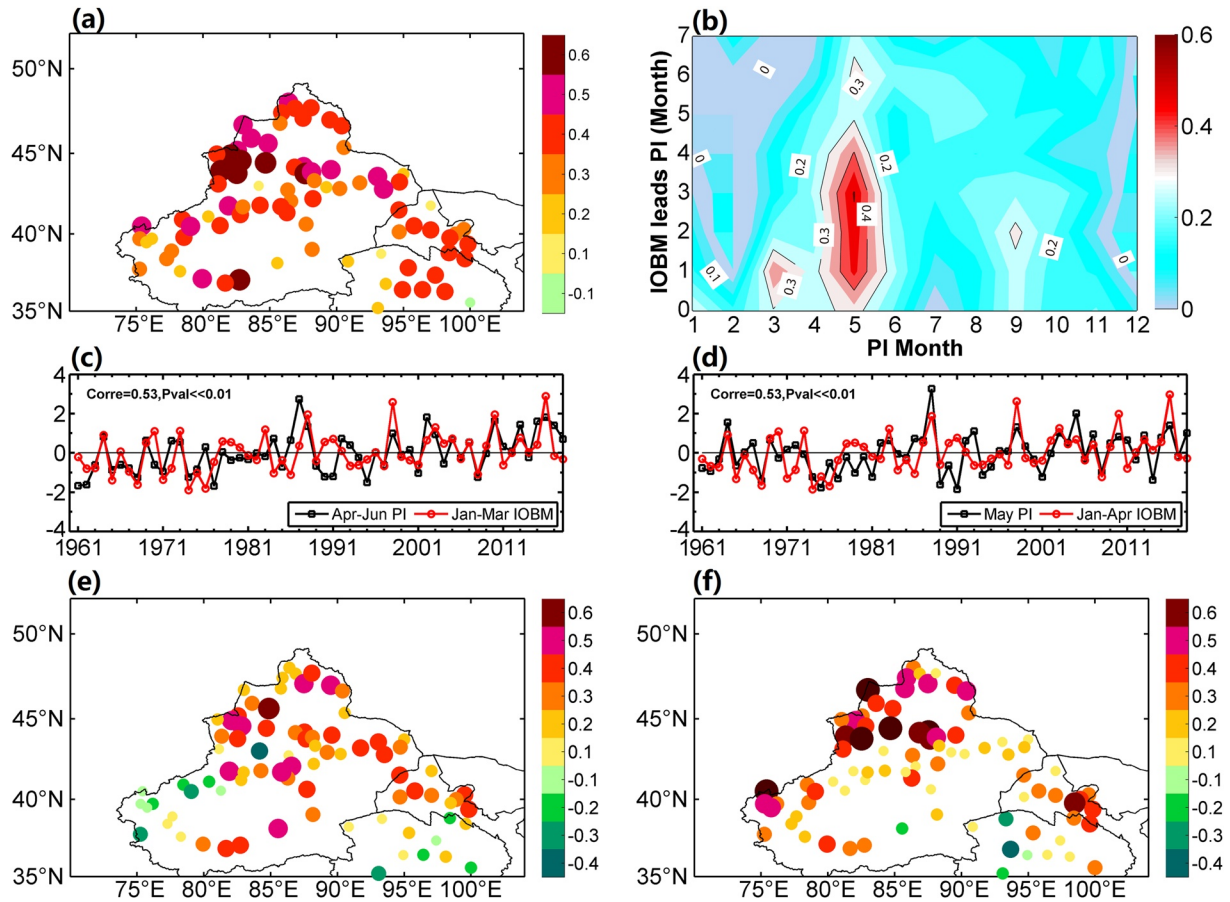 (a)
50°N
45°N
40°N
35°N
75°E 80°E 85°E 90°E 95°E 100°E
0.6
0.5
0.4
0.3
0.2
0.1
-0.1
(b)
IOBM leads PI (Month)
7
6
5
4
3
2
1
0
1 2 3 4 5 6 7 8 9 10 11 12
PI Month
0 0 0.3 0 0.2 0.2 0.3 0.4 0.2 0.1 0.3 0
0.6
0.4
0.2
0
(c)
4
2
0
-2
-4
Corre=0.53,Pval<<0.01
Apr-Jun PI Jan-Mar IOBM
1961 1971 1981 1991 2001 2011
(d)
4
2
0
-2
-4
Corre=0.53,Pval<<0.01
May PI Jan-Apr IOBM
1961 1971 1981 1991 2001 2011
(e)
50°N
45°N
40°N
35°N
75°E 80°E 85°E 90°E 95°E 100°E
0.6
0.5
0.4
0.3
0.2
0.1
-0.1
-0.2
-0.3
-0.4
(f)
50°N
45°N
40°N
35°N
75°E 80°E 85°E 90°E 95°E 100°E
0.6
0.5
0.4
0.3
0.2
0.1
-0.1
-0.2
-0.3
-0.4